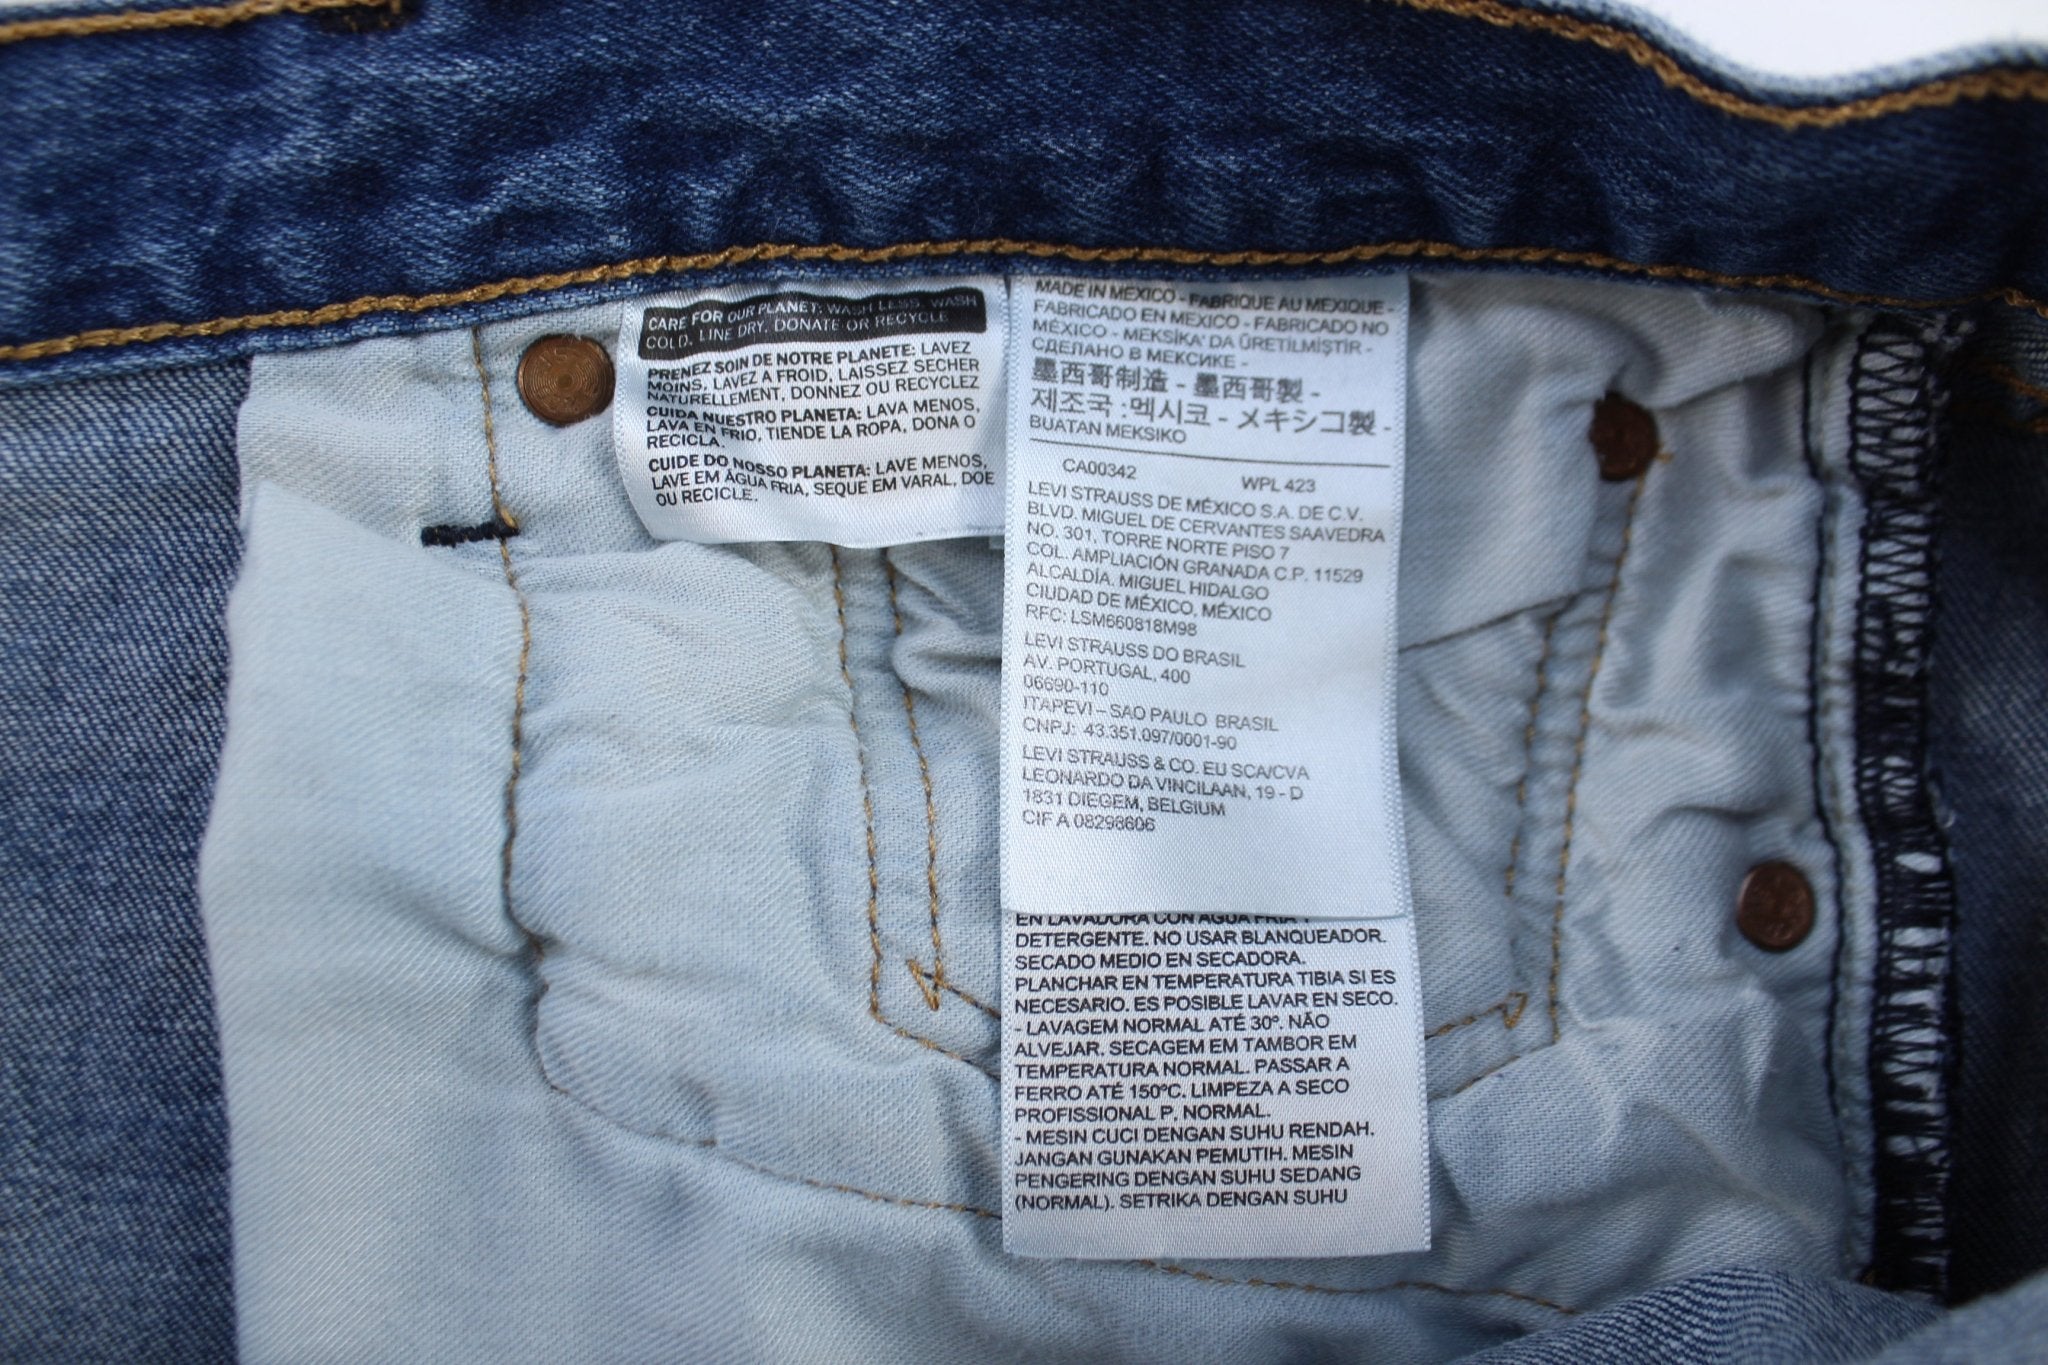 CARE FOR OUR PLANET: WASH LESS, WASH
COLD, LINE DRY, DONATE OR RECYCLE
PRENEZ SOIN DE NOTRE PLANETE: LAVEZ
MOINS, LAVEZ A FROID, LAISSEZ SECHER
NATURELLEMENT, DONNEZ OU RECYCLEZ
CUIDA NUESTRO PLANETA: LAVA MENOS,
LAVA EN FRIO, TIENDE LA ROPA, DONA O
RECICLA.
CUIDE DO NOSSO PLANETA: LAVE MENOS,
LAVE EM ÁGUA FRIA, SEQUE EM VARAL, DOE
OU RECICLE.
MADE IN MEXICO - FABRIQUE AU MEXIQUE -
FABRICADO EN MEXICO - FABRICADO NO
MÉXICO - MEKSİKA' DA ÜRETİLMİŞTİR -
СДЕЛАНО В МЕКСИКЕ -
墨西哥制造 - 墨西哥製 -
제조국 :멕시코 - メキシコ製 -
BUATAN MEKSIKO
CA00342 WPL 423
LEVI STRAUSS DE MÉXICO S.A. DE C.V.
BLVD. MIGUEL DE CERVANTES SAAVEDRA
NO. 301, TORRE NORTE PISO 7
COL. AMPLIACIÓN GRANADA C.P. 11529
ALCALDÍA. MIGUEL HIDALGO
CIUDAD DE MÉXICO, MÉXICO
RFC: LSM660818M98
LEVI STRAUSS DO BRASIL
AV. PORTUGAL, 400
06690-110
ITAPEVI – SAO PAULO BRASIL
CNPJ: 43.351.097/0001-90
LEVI STRAUSS & CO. EU SCA/CVA
LEONARDO DA VINCILAAN, 19 - D
1831 DIEGEM, BELGIUM
CIF A 08298606
EN LAVADORA CON AGUA FRIA Y
DETERGENTE. NO USAR BLANQUEADOR.
SECADO MEDIO EN SECADORA.
PLANCHAR EN TEMPERATURA TIBIA SI ES
NECESARIO. ES POSIBLE LAVAR EN SECO.
- LAVAGEM NORMAL ATÉ 30º. NÃO
ALVEJAR. SECAGEM EM TAMBOR EM
TEMPERATURA NORMAL. PASSAR A
FERRO ATÉ 150ºC. LIMPEZA A SECO
PROFISSIONAL P. NORMAL.
- MESIN CUCI DENGAN SUHU RENDAH.
JANGAN GUNAKAN PEMUTIH. MESIN
PENGERING DENGAN SUHU SEDANG
(NORMAL). SETRIKA DENGAN SUHU